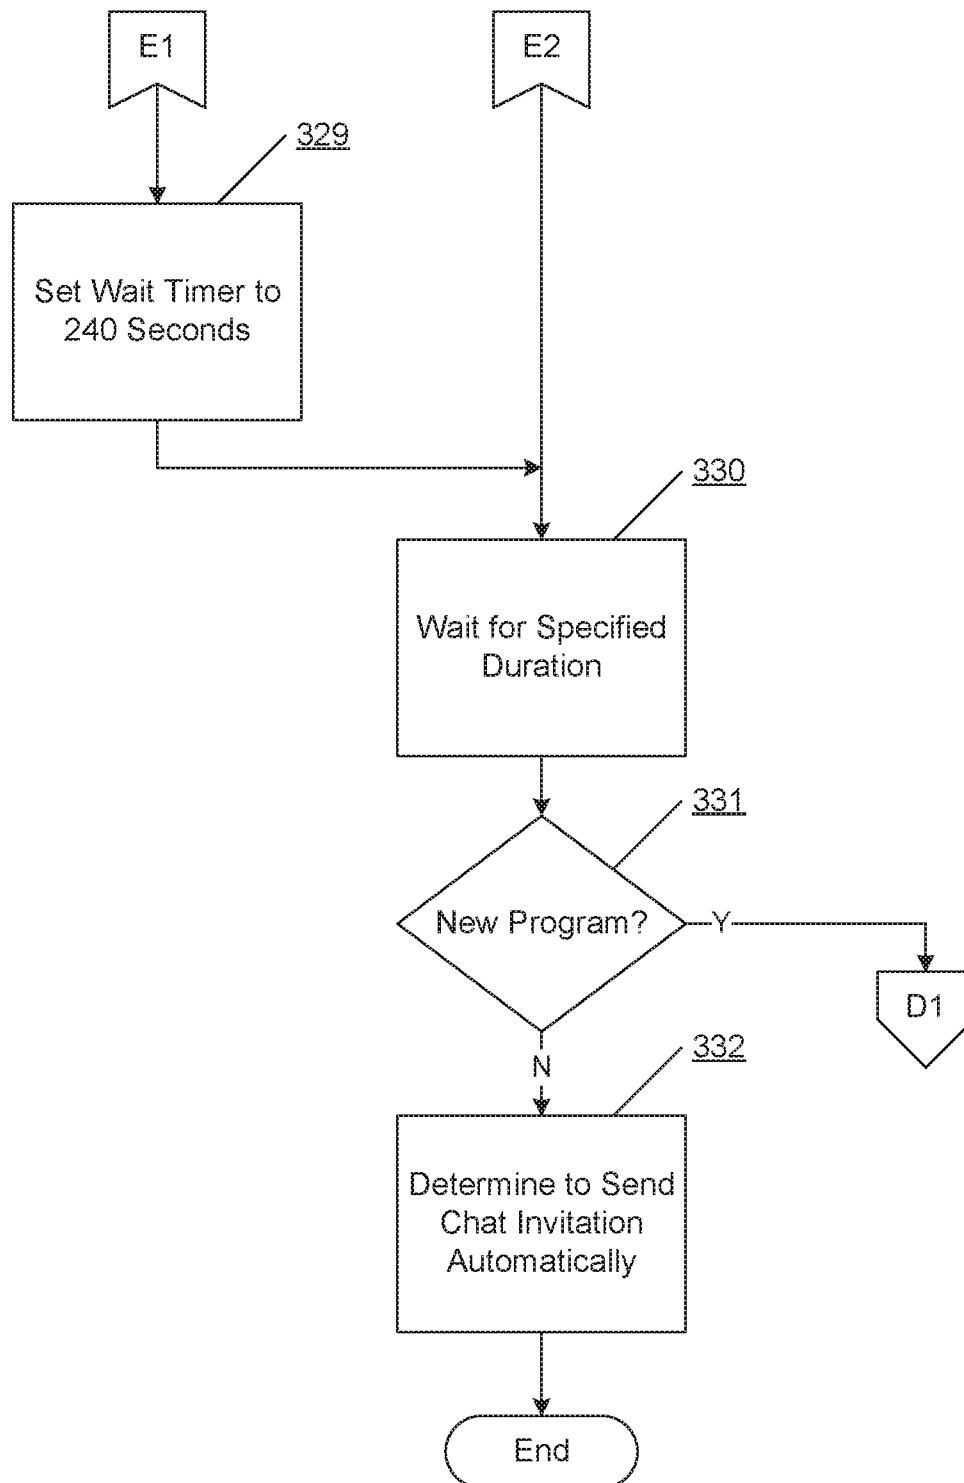 E1
E2
329
Set Wait Timer to
240 Seconds
330
Wait for Specified
Duration
331
New Program?
Y
D1
N
332
Determine to Send
Chat Invitation
Automatically
End